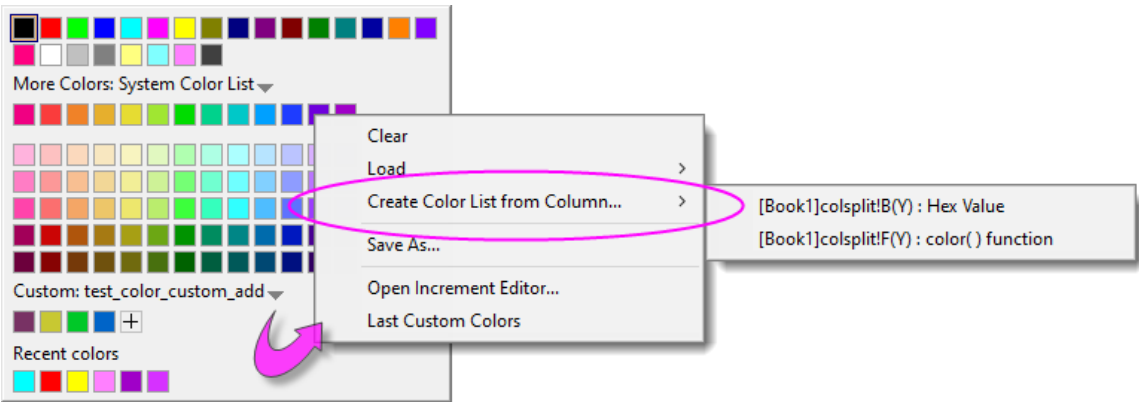 More Colors: System Color List
Clear
Load
Create Color List from Column...
[Book1]colsplit!B(Y) : Hex Value
[Book1]colsplit!F(Y) : color( ) function
Save As...
Open Increment Editor...
Last Custom Colors
Custom: test_color_custom_add
Recent colors